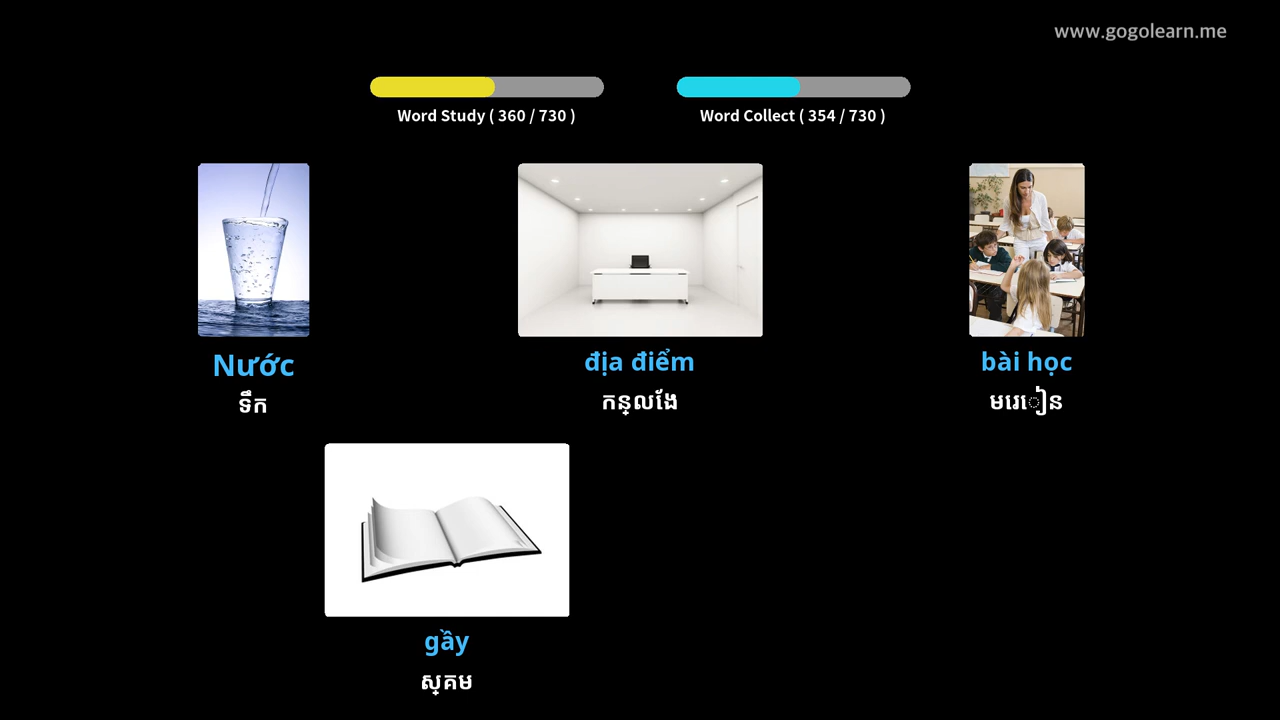 www.gogolearn.me
Word Study ( 360 / 730 )
Word Collect ( 354 / 730 )
Nước
ទឹក
địa điểm
កន្លែង
bài học
មេរៀន
gầy
ស្គម